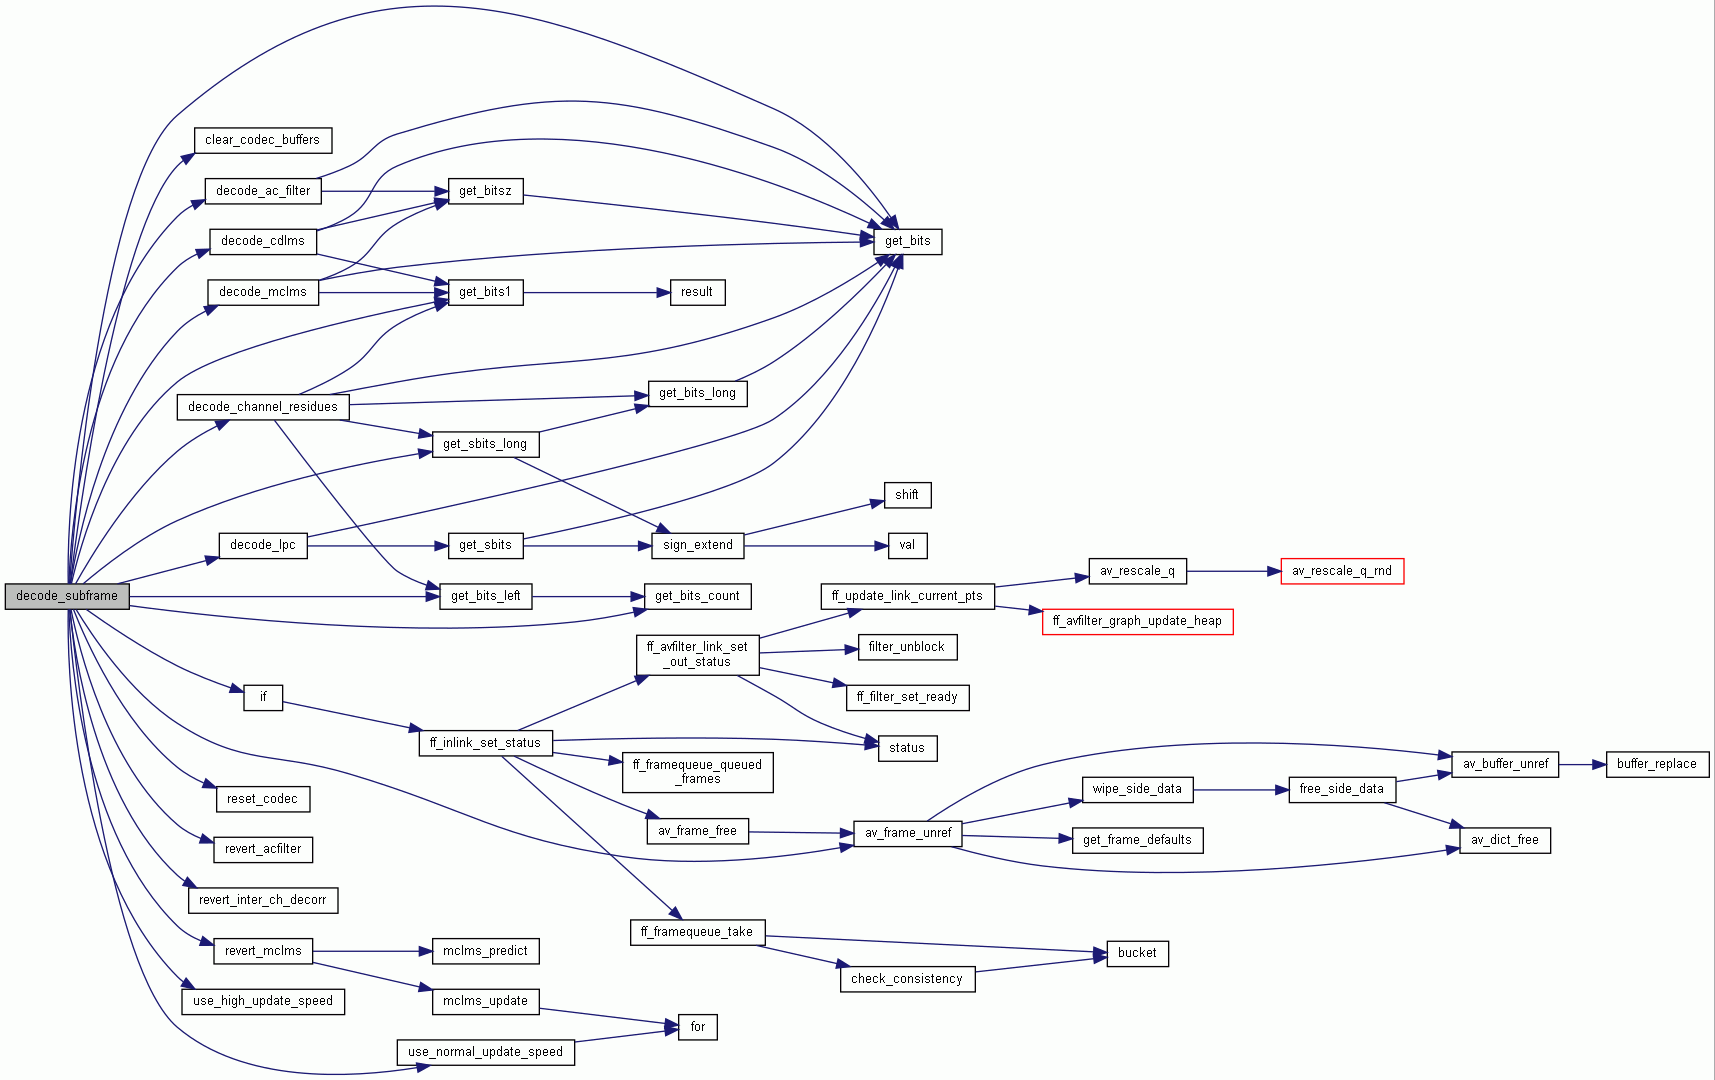 clear_codec_buffers
decode_ac_filter
get_bitsz
decode_cdlms
get_bits
decode_mclms
get_bits1
result
decode_channel_residues
get_bits_long
get_sbits_long
shift
decode_lpc
get_sbits
sign_extend
val
av_rescale_q
av_rescale_q_rnd
decode_subframe
get_bits_left
get_bits_count
ff_update_link_current_pts
ff_avfilter_graph_update_heap
ff_avfilter_link_set
_out_status
filter_unblock
if
ff_filter_set_ready
ff_inlink_set_status
status
ff_framequeue_queued
_frames
av_buffer_unref
buffer_replace
reset_codec
wipe_side_data
free_side_data
av_frame_free
av_frame_unref
get_frame_defaults
av_dict_free
revert_acfilter
revert_inter_ch_decorr
ff_framequeue_take
revert_mclms
mclms_predict
bucket
check_consistency
use_high_update_speed
mclms_update
for
use_normal_update_speed